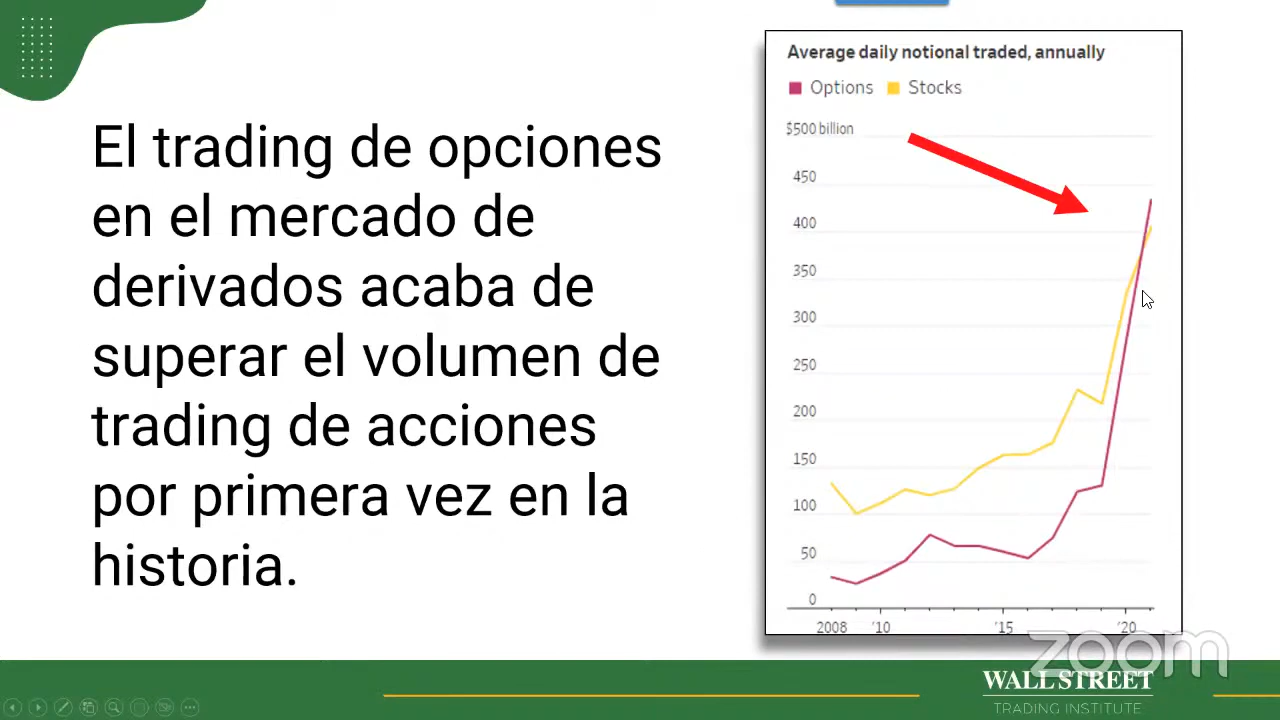 El trading de opciones
en el mercado de
derivados acaba de
superar el volumen de
trading de acciones
por primera vez en la
historia.
Average daily notional traded, annually
Options Stocks
$500 billion
450
400
350
300
250
200
150
100
50
0
2008 '10 '15 '20
zoom
WALL STREET
TRADING INSTITUTE